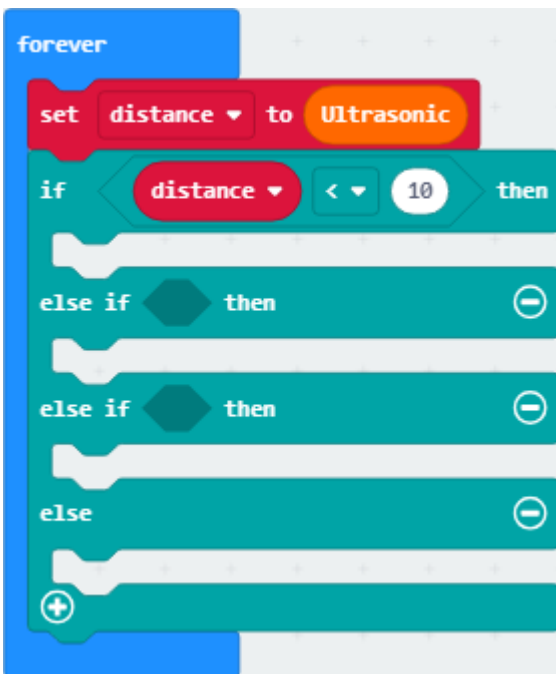 forever
set distance to Ultrasonic
if distance < 10 then
else if then
else if then
else